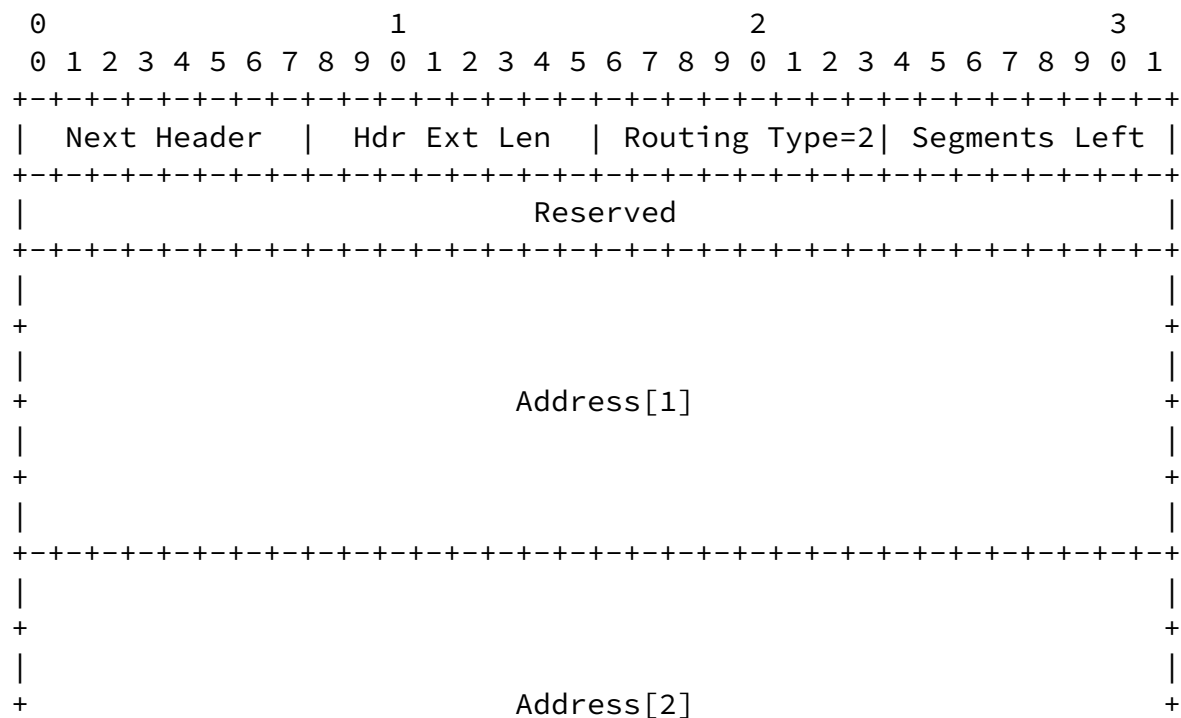 0                   1                   2                   3
 0 1 2 3 4 5 6 7 8 9 0 1 2 3 4 5 6 7 8 9 0 1 2 3 4 5 6 7 8 9 0 1
+-+-+-+-+-+-+-+-+-+-+-+-+-+-+-+-+-+-+-+-+-+-+-+-+-+-+-+-+-+-+-+-+
|  Next Header  |  Hdr Ext Len  | Routing Type=2| Segments Left |
+-+-+-+-+-+-+-+-+-+-+-+-+-+-+-+-+-+-+-+-+-+-+-+-+-+-+-+-+-+-+-+-+
|                            Reserved                           |
+-+-+-+-+-+-+-+-+-+-+-+-+-+-+-+-+-+-+-+-+-+-+-+-+-+-+-+-+-+-+-+-+
|                                                               |
+                                                               +
|                                                               |
+                           Address[1]                          +
|                                                               |
+                                                               +
|                                                               |
+-+-+-+-+-+-+-+-+-+-+-+-+-+-+-+-+-+-+-+-+-+-+-+-+-+-+-+-+-+-+-+-+
|                                                               |
+                                                               +
|                                                               |
+                           Address[2]                          +